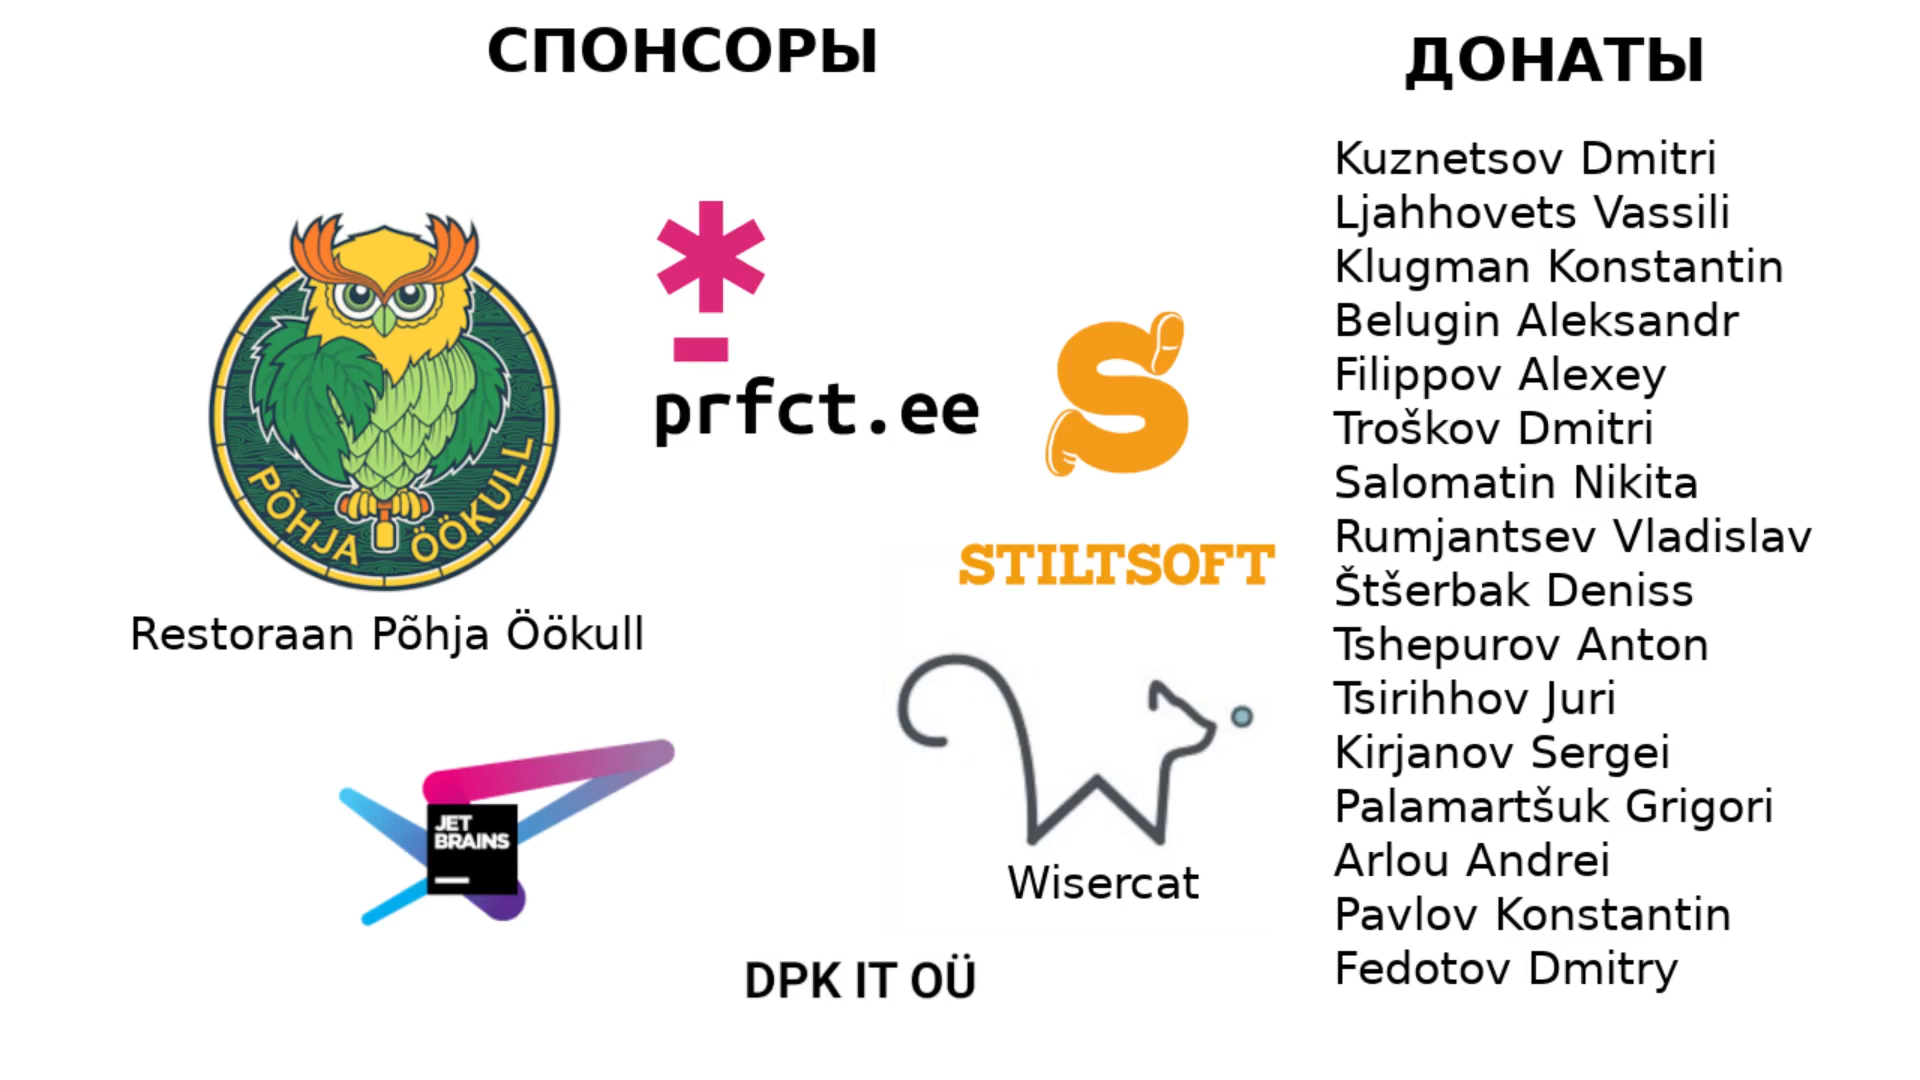 СПОНСОРЫ
PÕHJA ÖÖKULL
Restoraan Põhja Öökull
prfct.ee
STILTSOFT
JET
BRAINS
Wisercat
DPK IT OÜ
ДОНАТЫ
Kuznetsov Dmitri
Ljahhovets Vassili
Klugman Konstantin
Belugin Aleksandr
Filippov Alexey
Troškov Dmitri
Salomatin Nikita
Rumjantsev Vladislav
Štšerbak Deniss
Tshepurov Anton
Tsirihhov Juri
Kirjanov Sergei
Palamartšuk Grigori
Arlou Andrei
Pavlov Konstantin
Fedotov Dmitry